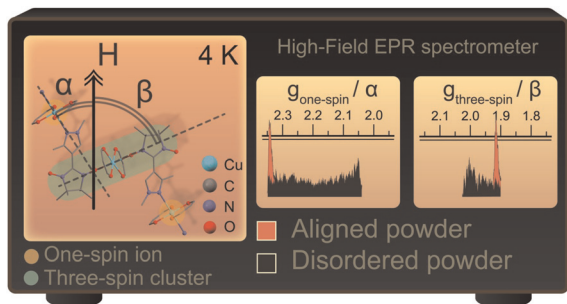 H
4 K
α
β
Cu
C
N
O
One-spin ion
Three-spin cluster
High-Field EPR spectrometer
g one-spin / α
2.3 2.2 2.1 2.0
g three-spin / β
2.1 2.0 1.9 1.8
Aligned powder
Disordered powder